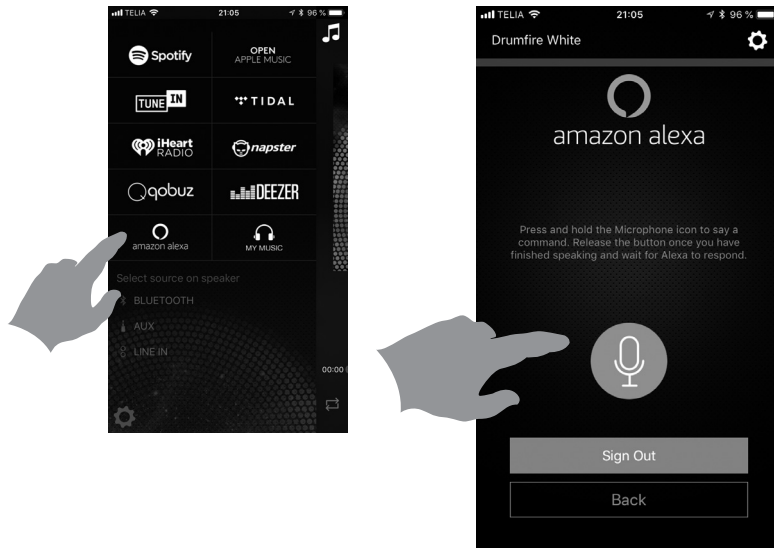 TELIA 21:05 96 %
Spotify
OPEN
APPLE MUSIC
TUNE IN
TIDAL
iHeart
RADIO
napster
qobuz
DEEZER
amazon alexa
MY MUSIC
Select source on speaker
BLUETOOTH
AUX
LINE IN
00:00
TELIA 21:05 96 %
Drumfire White
amazon alexa
Press and hold the Microphone icon to say a
command. Release the button once you have
finished speaking and wait for Alexa to respond.
Sign Out
Back